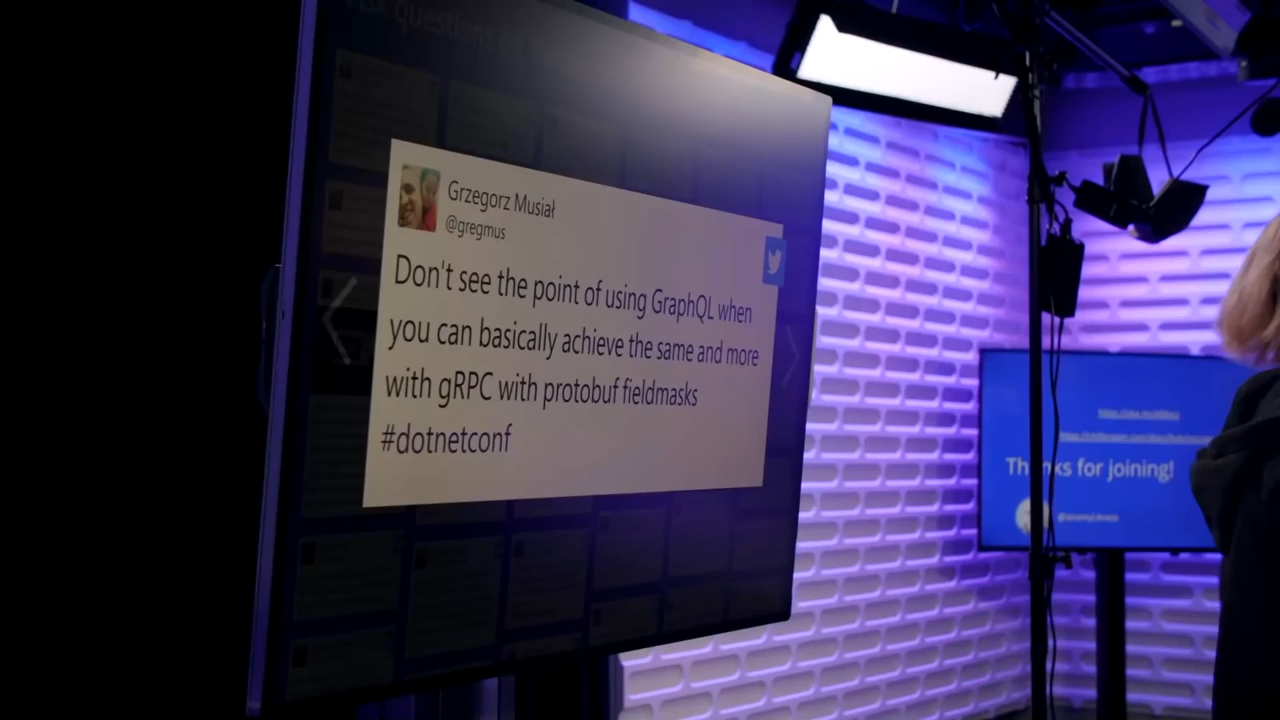 questions
Grzegorz Musiał
@gregmus
Don't see the point of using GraphQL when
you can basically achieve the same and more
with gRPC with protobuf fieldmasks
#dotnetconf
Thanks for joining!